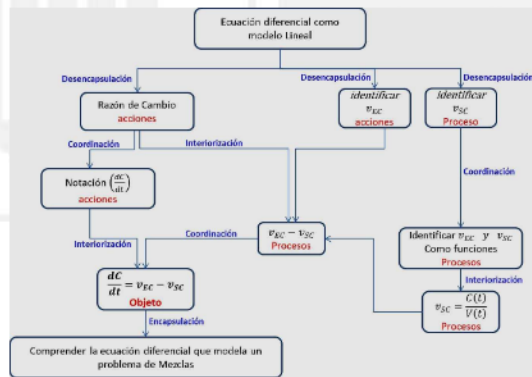 Ecuación diferencial como
modelo Lineal
Desencapsulación
Desencapsulación
Desencapsulación
Razón de Cambio
acciones
identificar
v_EC
acciones
identificar
v_SC
Proceso
Coordinación
Interiorización
Coordinación
Notación (dC/dt)
acciones
v_EC − v_SC
Procesos
Identificar v_EC y v_SC
Como funciones
Procesos
Interiorización
Coordinación
Interiorización
dC/dt = v_EC − v_SC
Objeto
v_SC = C(t)/V(t)
Procesos
Encapsulación
Comprender la ecuación diferencial que modela un
problema de Mezclas